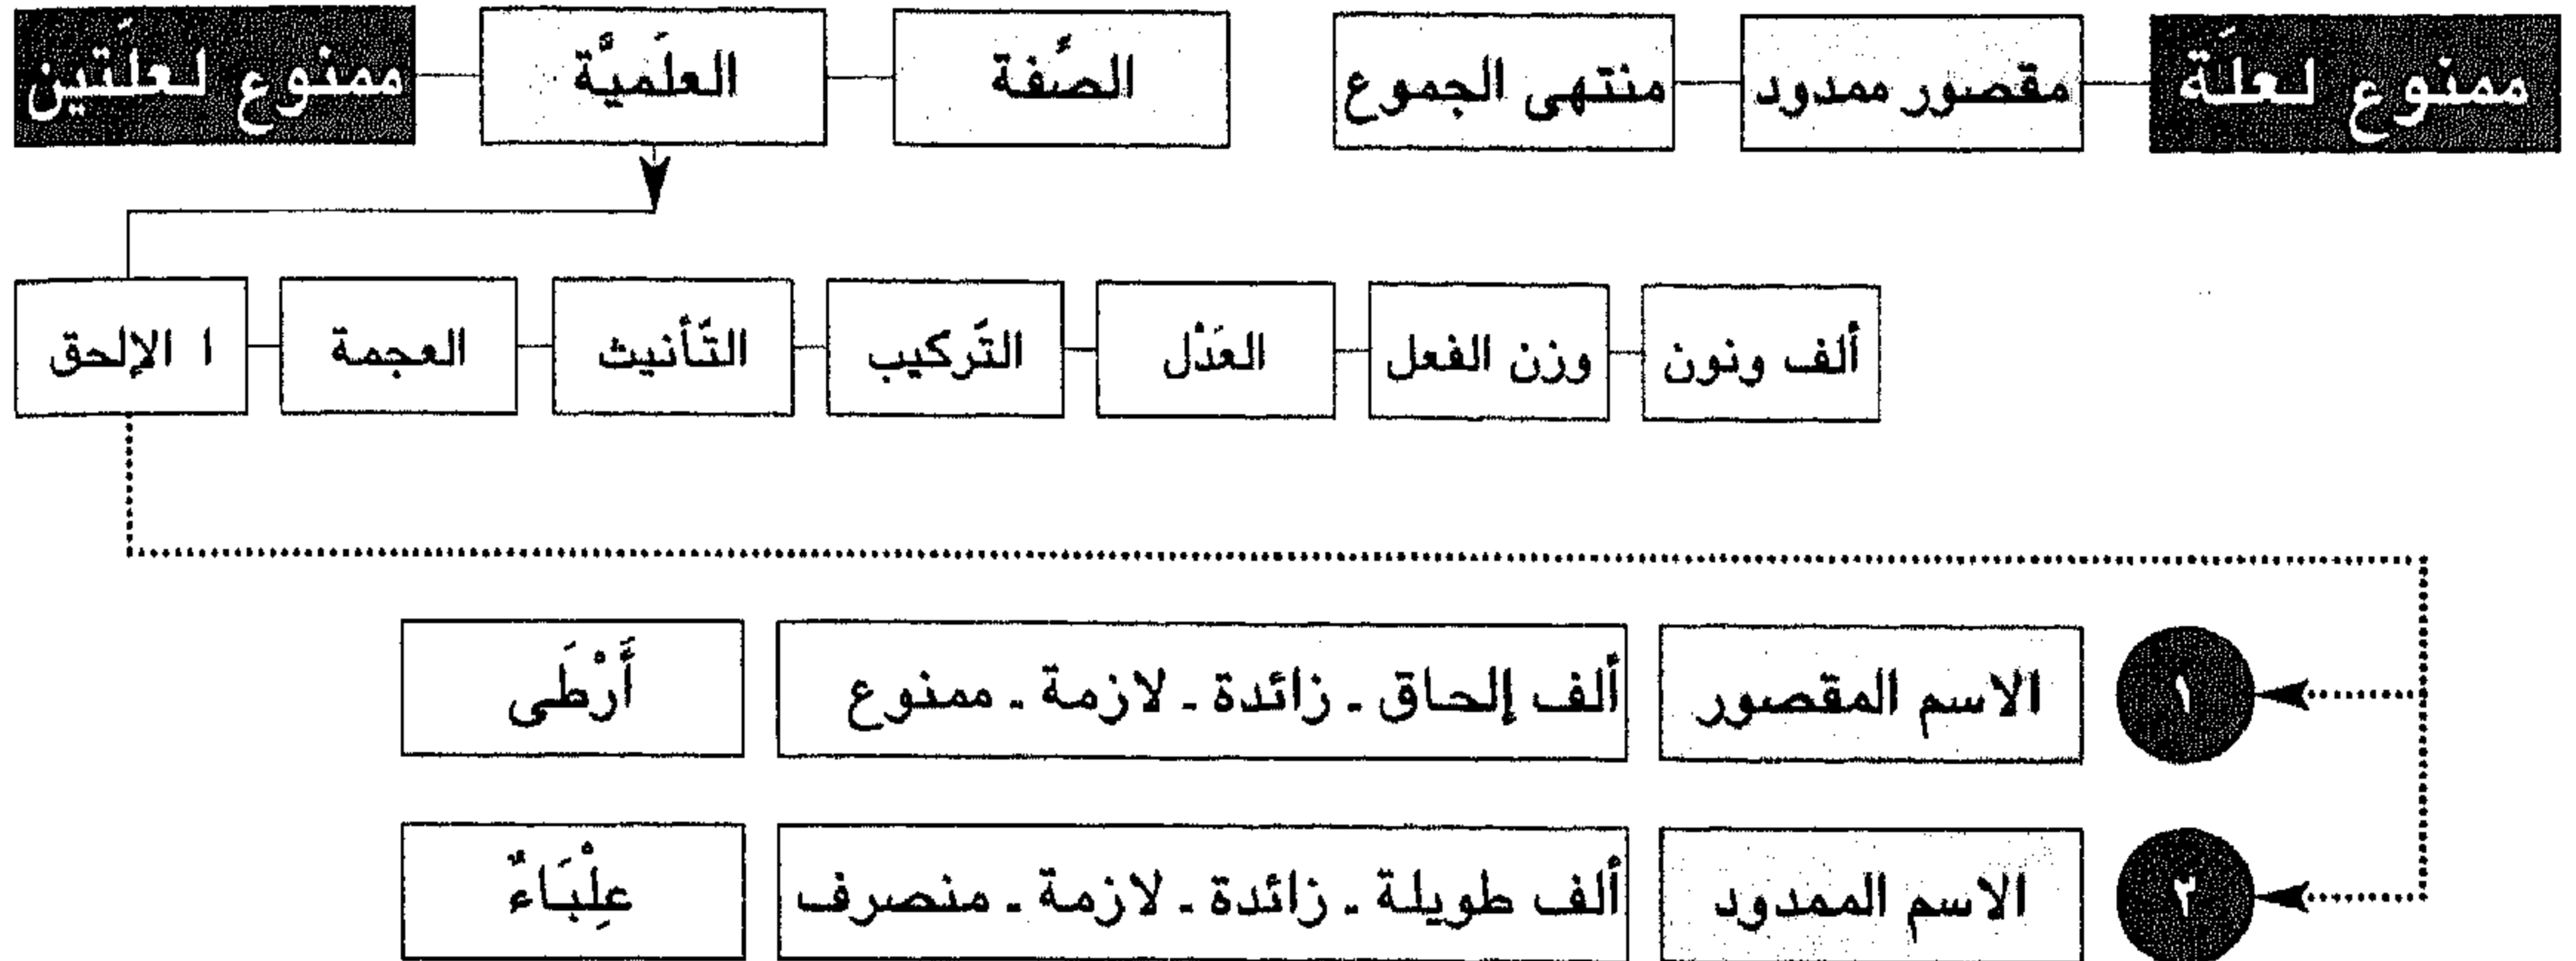 ممنوع لعلَّة مقصور ممدود منتهى الجموع الصِّفة العلَميَّة ممنوع لعلَّتين
ألف ونون وزن الفعل العَدْل التَّركيب التَّأنيث العجمة ا الإلحق
١ الاسم المقصور ألف إلحاق ـ زائدة ـ لازمة ـ ممنوع أَرْطَى
٢ الاسم الممدود ألف طويلة ـ زائدة ـ لازمة ـ منصرف عِلْبَاءٌ